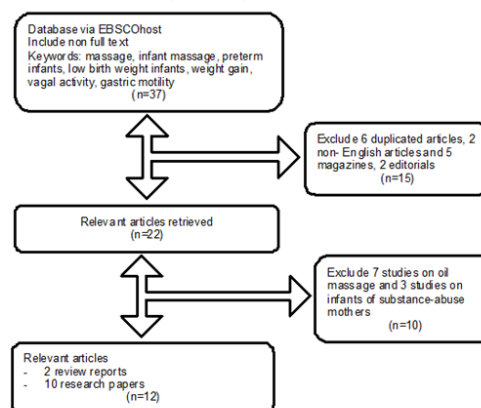 Database via EBSCOhost
Include non full text
Keywords: massage, infant massage, preterm
infants, low birth weight infants, weight gain,
vagal activity, gastric motility
(n=37)
Exclude 6 duplicated articles, 2
non- English articles and 5
magazines, 2 editorials
(n=15)
Relevant articles retrieved
(n=22)
Exclude 7 studies on oil
massage and 3 studies on
infants of substance-abuse
mothers
(n=10)
Relevant articles
- 2 review reports
- 10 research papers
(n=12)